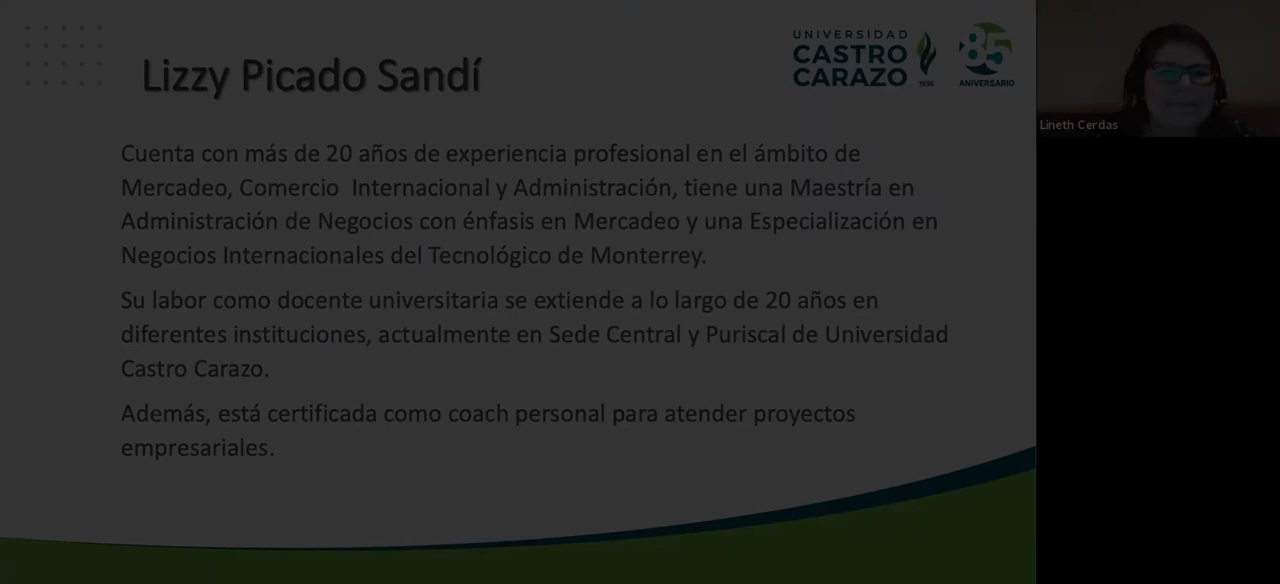 Lizzy Picado Sandí
UNIVERSIDAD
CASTRO
CARAZO
1936
85
ANIVERSARIO
Lineth Cerdas
Cuenta con más de 20 años de experiencia profesional en el ámbito de
Mercadeo, Comercio Internacional y Administración, tiene una Maestría en
Administración de Negocios con énfasis en Mercadeo y una Especialización en
Negocios Internacionales del Tecnológico de Monterrey.
Su labor como docente universitaria se extiende a lo largo de 20 años en
diferentes instituciones, actualmente en Sede Central y Puriscal de Universidad
Castro Carazo.
Además, está certificada como coach personal para atender proyectos
empresariales.